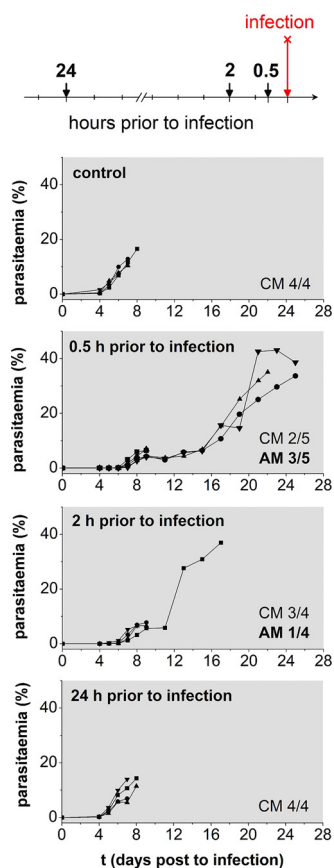 infection
24
2
0.5
hours prior to infection
control
40
20
0
parasitaemia (%)
CM 4/4
0 4 8 12 16 20 24 28
0.5 h prior to infection
40
20
0
parasitaemia (%)
CM 2/5
AM 3/5
0 4 8 12 16 20 24 28
2 h prior to infection
40
20
0
parasitaemia (%)
CM 3/4
AM 1/4
0 4 8 12 16 20 24 28
24 h prior to infection
40
20
0
parasitaemia (%)
CM 4/4
0 4 8 12 16 20 24 28
t (days post to infection)